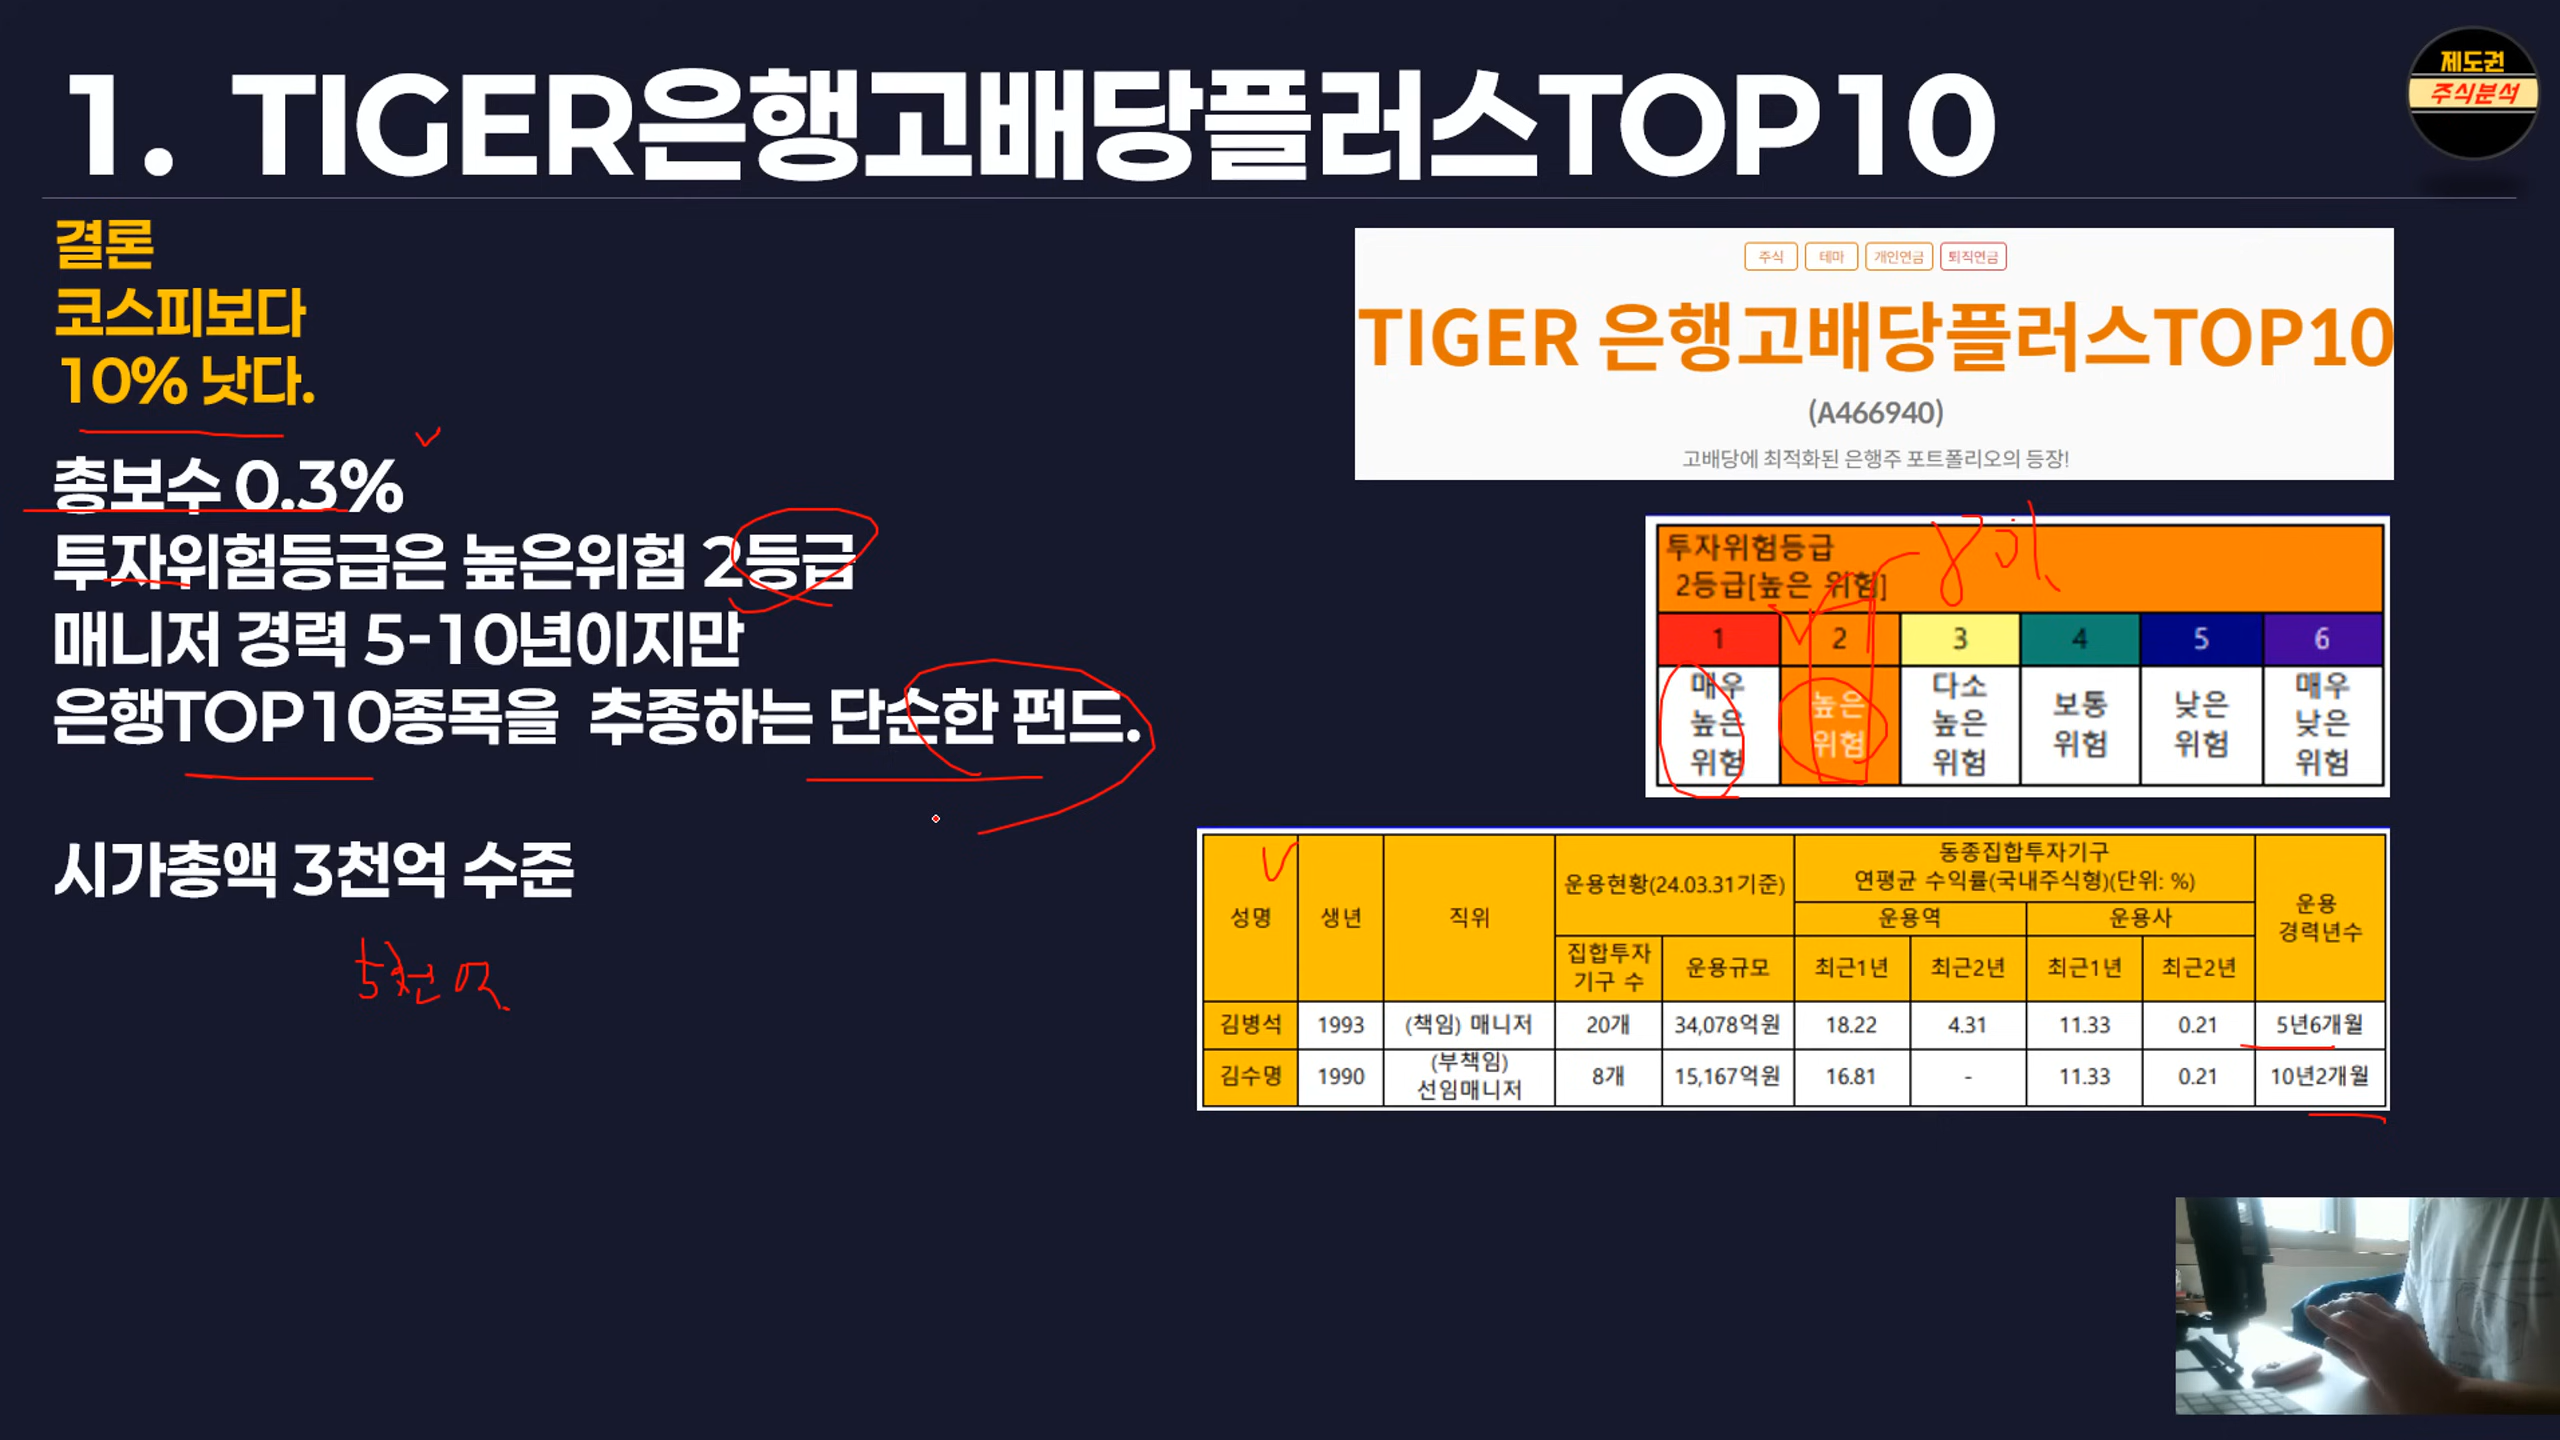 1. TIGER은행고배당플러스TOP10
제도권
주식분석
결론
코스피보다
10% 낫다.
총보수 0.3%
투자위험등급은 높은위험 2등급
매니저 경력 5-10년이지만
은행TOP10종목을 추종하는 단순한 펀드.
시가총액 3천억 수준
5천억
주식 테마 개인연금 퇴직연금
TIGER 은행고배당플러스TOP10
(A466940)
고배당에 최적화된 은행주 포트폴리오의 등장!
투자위험등급
2등급[높은 위험]
1 2 3 4 5 6
매우 높은 위험 높은 위험 다소 높은 위험 보통 위험 낮은 위험 매우 낮은 위험
성명 생년 직위 운용현황(24.03.31기준) 동종집합투자기구 연평균 수익률(국내주식형)(단위: %) 운용 경력년수
운용역 운용사
집합투자 기구 수 운용규모 최근1년 최근2년 최근1년 최근2년
김병석 1993 (책임) 매니저 20개 34,078억원 18.22 4.31 11.33 0.21 5년6개월
김수명 1990 (부책임) 선임매니저 8개 15,167억원 16.81 - 11.33 0.21 10년2개월